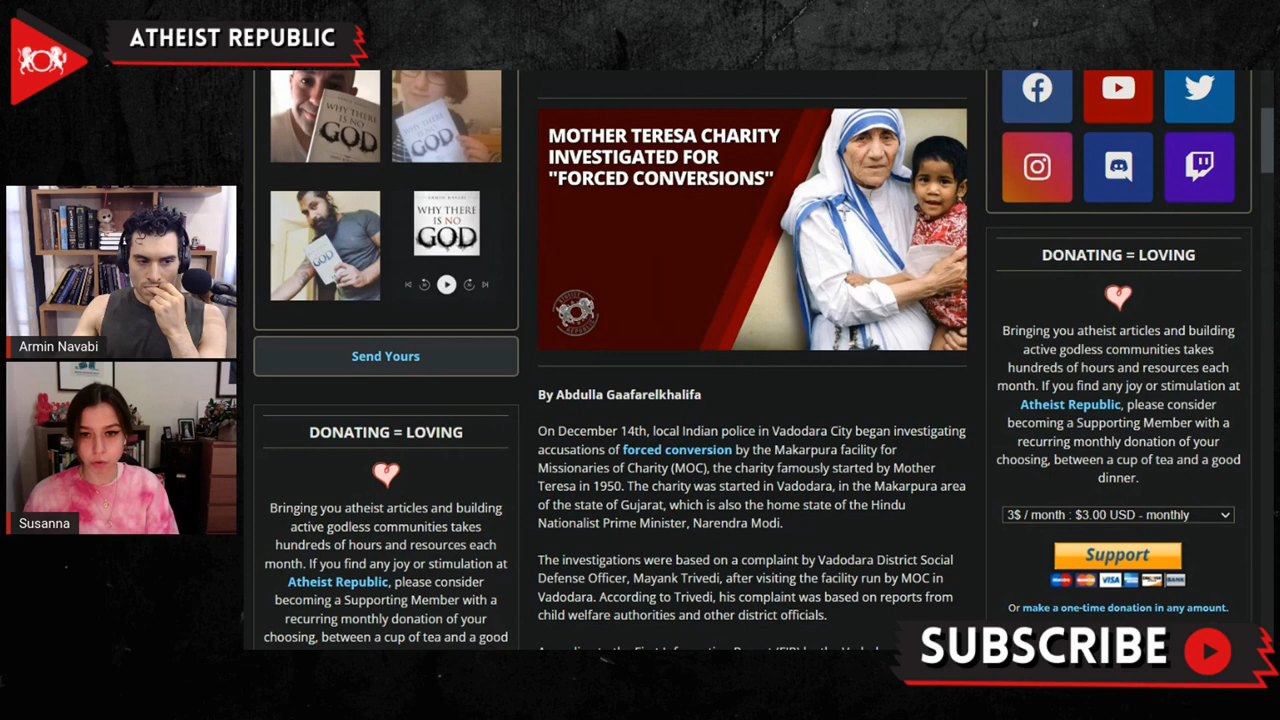 ATHEIST REPUBLIC
WHY THERE
IS NO
GOD
GOD
GOD
WHY THERE
IS NO
GOD
Send Yours
DONATING = LOVING
Bringing you atheist articles and building
active godless communities takes
hundreds of hours and resources each
month. If you find any joy or stimulation at
Atheist Republic, please consider
becoming a Supporting Member with a
recurring monthly donation of your
choosing, between a cup of tea and a good
Armin Navabi
Susanna
MOTHER TERESA CHARITY
INVESTIGATED FOR
"FORCED CONVERSIONS"
By Abdulla Gaafarelkhalifa
On December 14th, local Indian police in Vadodara City began investigating
accusations of forced conversion by the Makarpura facility for
Missionaries of Charity (MOC), the charity famously started by Mother
Teresa in 1950. The charity was started in Vadodara, in the Makarpura area
of the state of Gujarat, which is also the home state of the Hindu
Nationalist Prime Minister, Narendra Modi.
The investigations were based on a complaint by Vadodara District Social
Defense Officer, Mayank Trivedi, after visiting the facility run by MOC in
Vadodara. According to Trivedi, his complaint was based on reports from
child welfare authorities and other district officials.
DONATING = LOVING
Bringing you atheist articles and building
active godless communities takes
hundreds of hours and resources each
month. If you find any joy or stimulation at
Atheist Republic, please consider
becoming a Supporting Member with a
recurring monthly donation of your
choosing, between a cup of tea and a good
dinner.
3$ / month : $3.00 USD - monthly
Support
VISA
BANK
Or make a one-time donation in any amount.
SUBSCRIBE